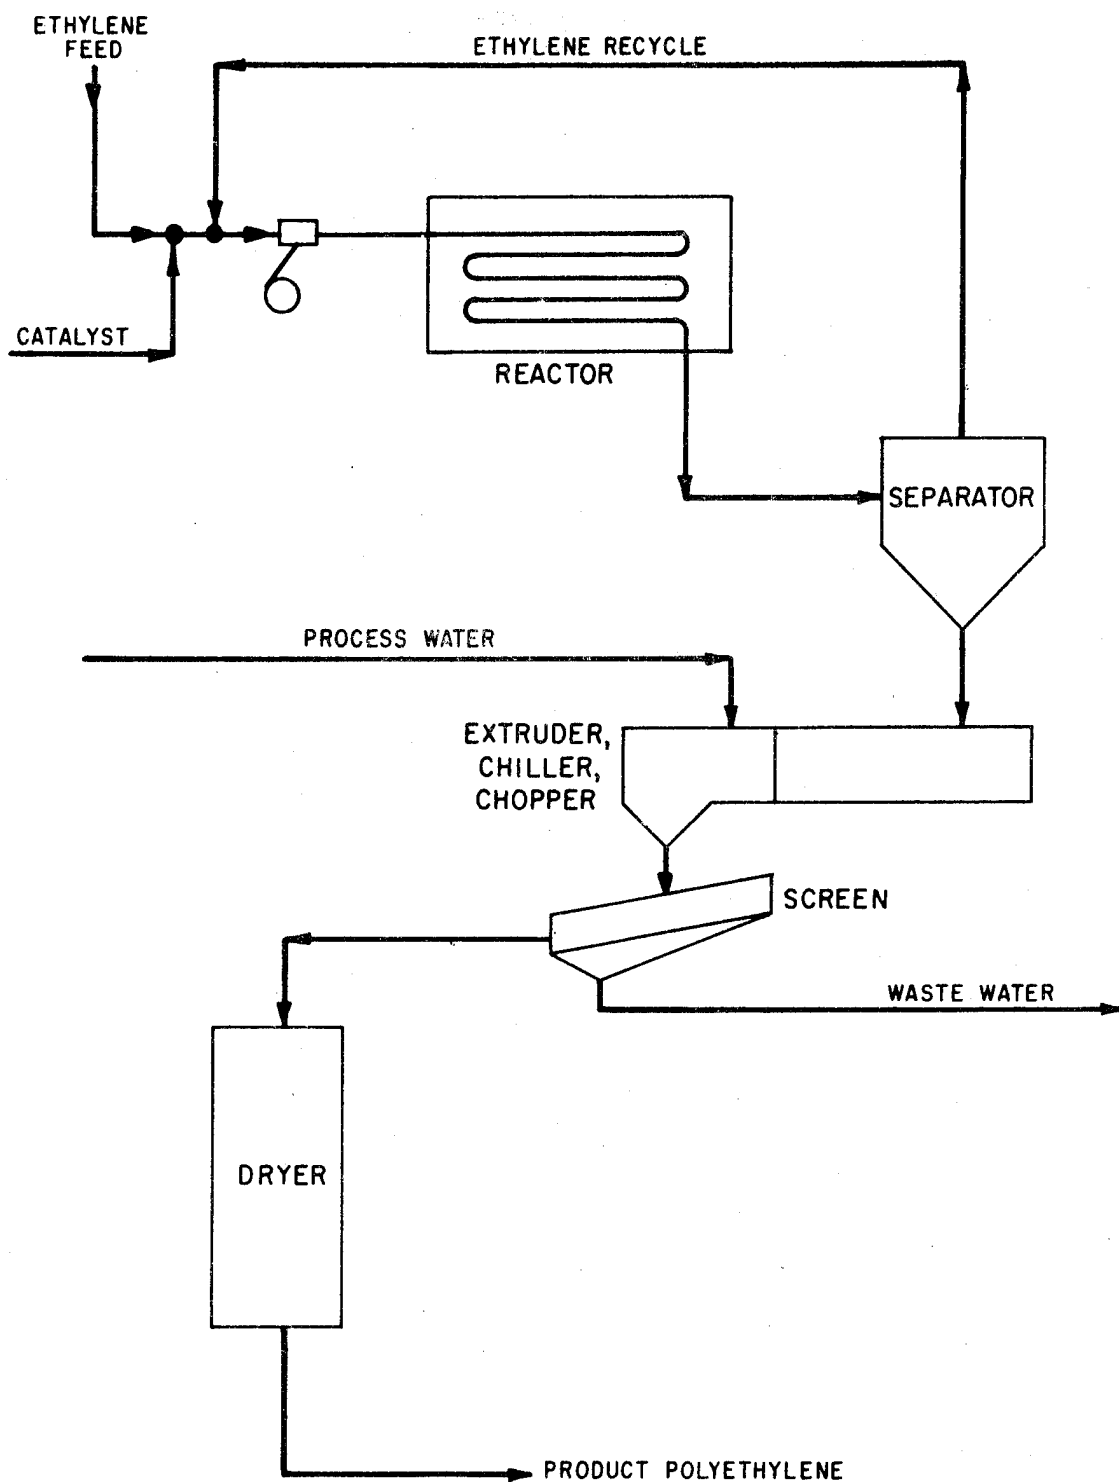 ETHYLENE
FEED
ETHYLENE RECYCLE
CATALYST
REACTOR
SEPARATOR
PROCESS WATER
EXTRUDER,
CHILLER,
CHOPPER
SCREEN
WASTE WATER
DRYER
PRODUCT POLYETHYLENE